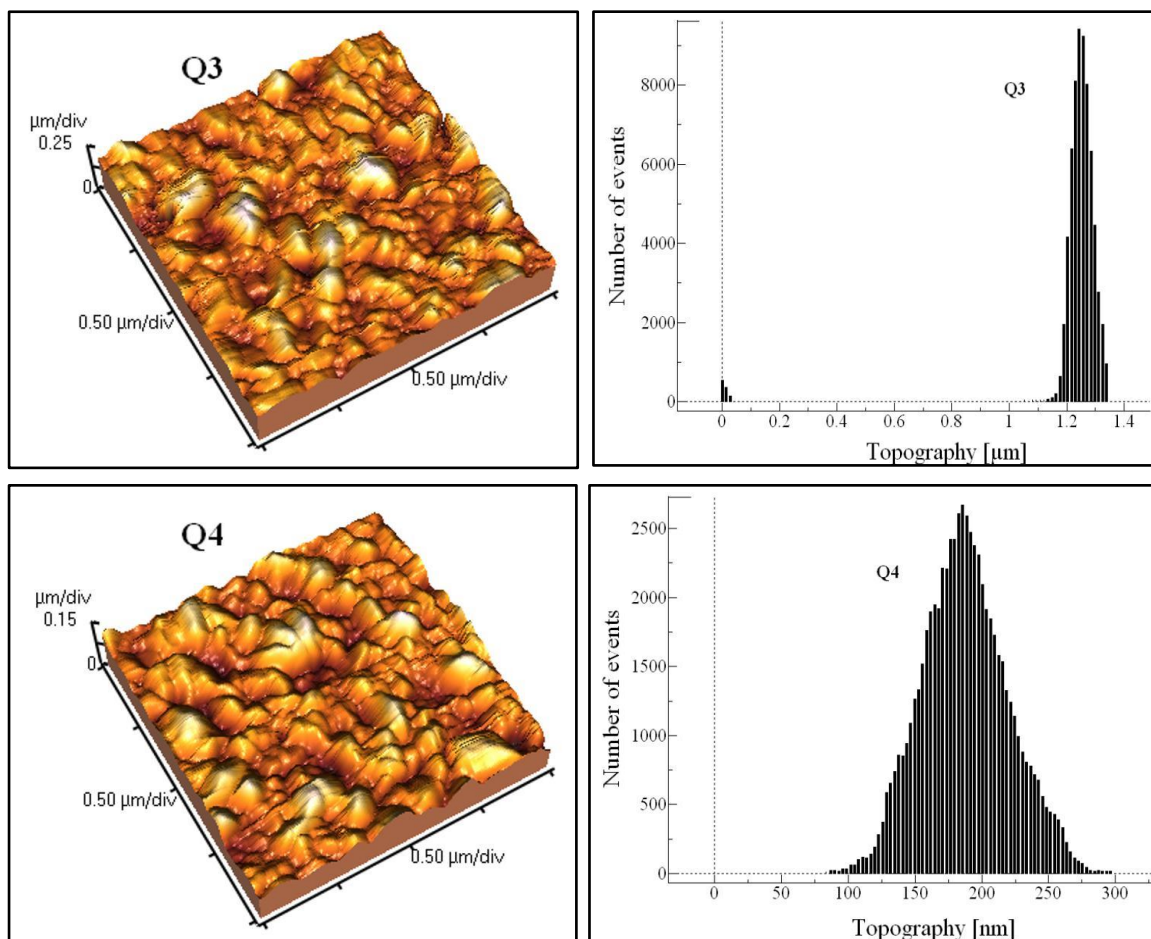 Q3
µm/div
0.25
0
0.50 µm/div
0.50 µm/div
Number of events
8000
6000
4000
2000
0
Q3
0 0.2 0.4 0.6 0.8 1 1.2 1.4
Topography [µm]
Q4
µm/div
0.15
0
0.50 µm/div
0.50 µm/div
Number of events
2500
2000
1500
1000
500
0
Q4
0 50 100 150 200 250 300
Topography [nm]